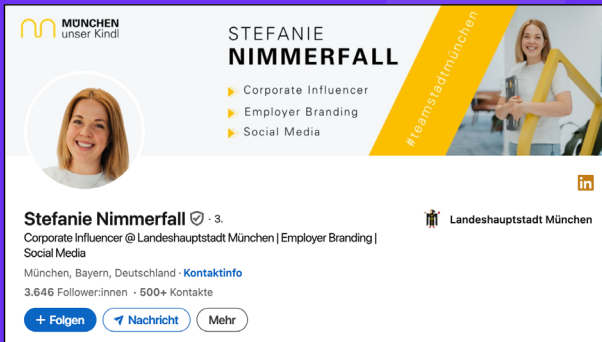 MÜNCHEN
unser Kindl
STEFANIE
NIMMERFALL
Corporate Influencer
Employer Branding
Social Media
#teamstadtmünchen
in
Stefanie Nimmerfall · 3.
Landeshauptstadt München
Corporate Influencer @ Landeshauptstadt München | Employer Branding |
Social Media
München, Bayern, Deutschland · Kontaktinfo
3.646 Follower:innen · 500+ Kontakte
+ Folgen
Nachricht
Mehr